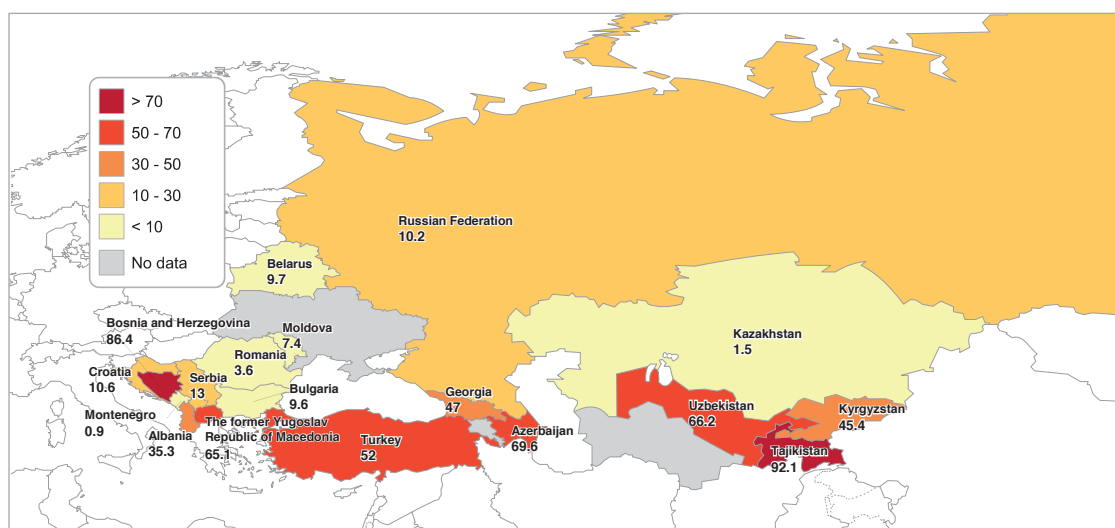 > 70
50 - 70
30 - 50
10 - 30
< 10
No data
Russian Federation
10.2
Belarus
9.7
Bosnia and Herzegovina
86.4
Moldova
7.4
Kazakhstan
1.5
Romania
3.6
Croatia
10.6
Serbia
13
Bulgaria
9.6
Georgia
47
Uzbekistan
66.2
Kyrgyzstan
45.4
Montenegro
0.9
The former Yugoslav
Republic of Macedonia
65.1
Albania
35.3
Turkey
52
Azerbaijan
69.6
Tajikistan
92.1